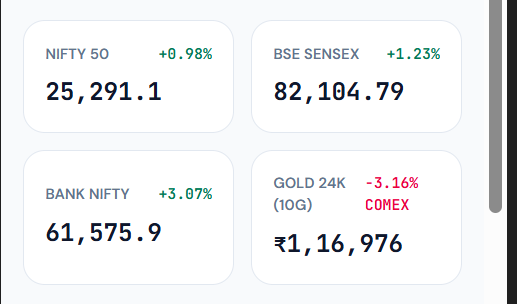 NIFTY 50 +0.98%
25,291.1
BSE SENSEX +1.23%
82,104.79
BANK NIFTY +3.07%
61,575.9
GOLD 24K -3.16%
(10G) COMEX
₹1,16,976